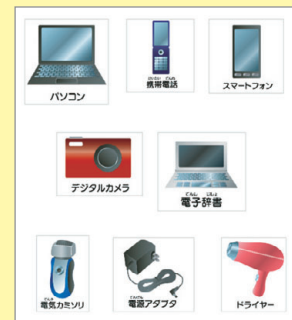 パソコン
携帯電話
スマートフォン
デジタルカメラ
電子辞書
電気カミソリ
電源アダプタ
ドライヤー